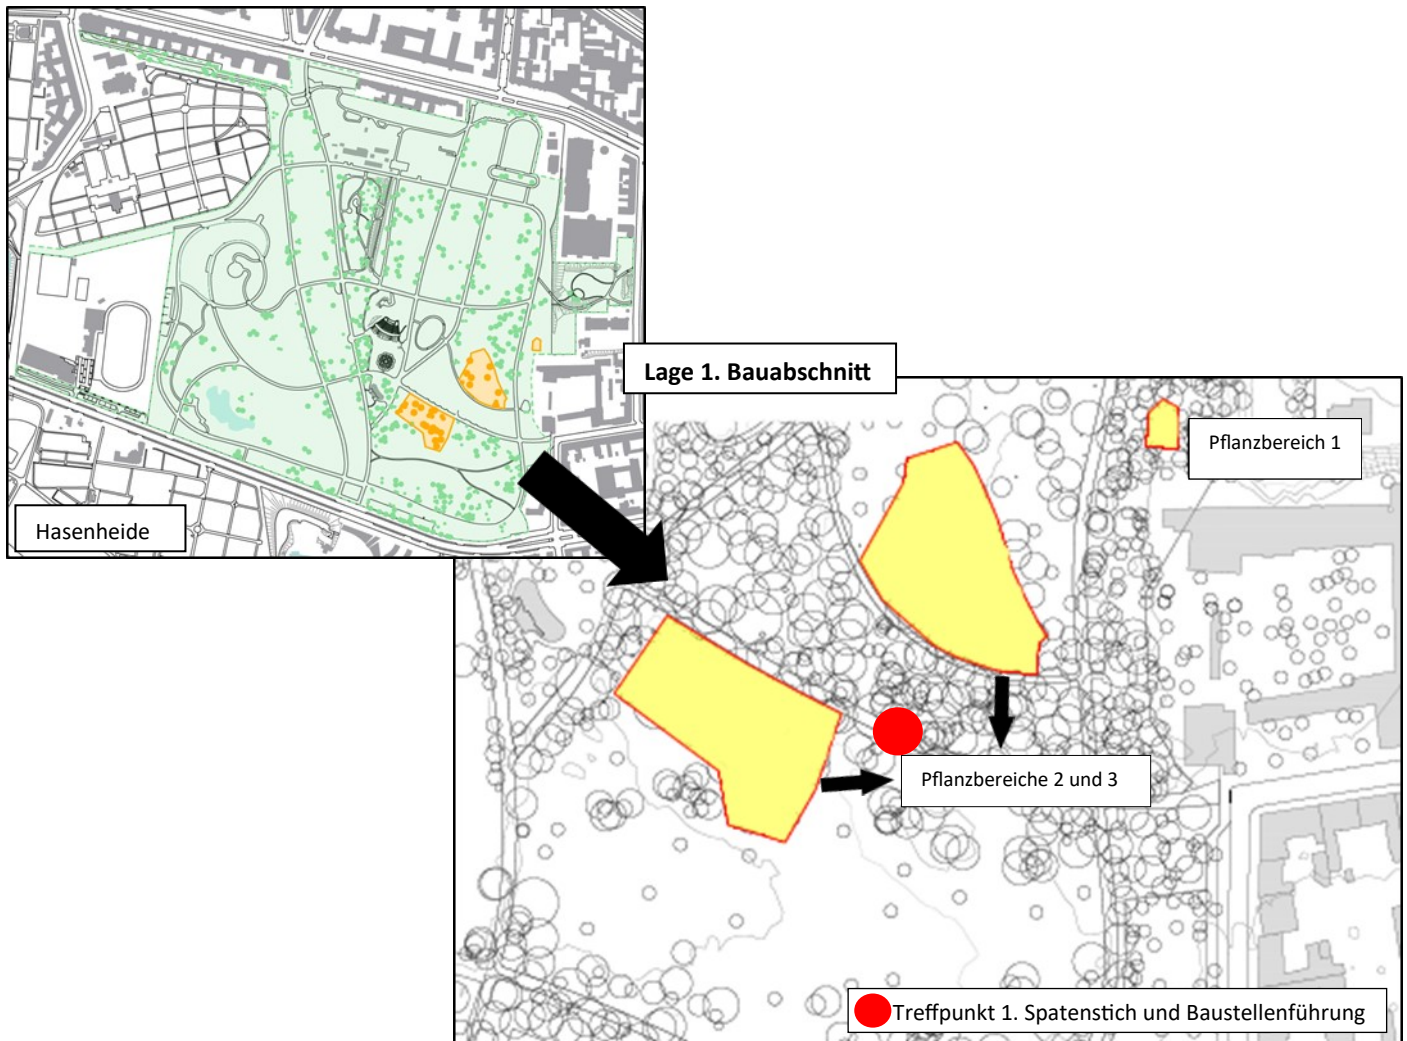 Hasenheide
Lage 1. Bauabschnitt
Pflanzbereich 1
Pflanzbereiche 2 und 3
Treffpunkt 1. Spatenstich und Baustellenführung